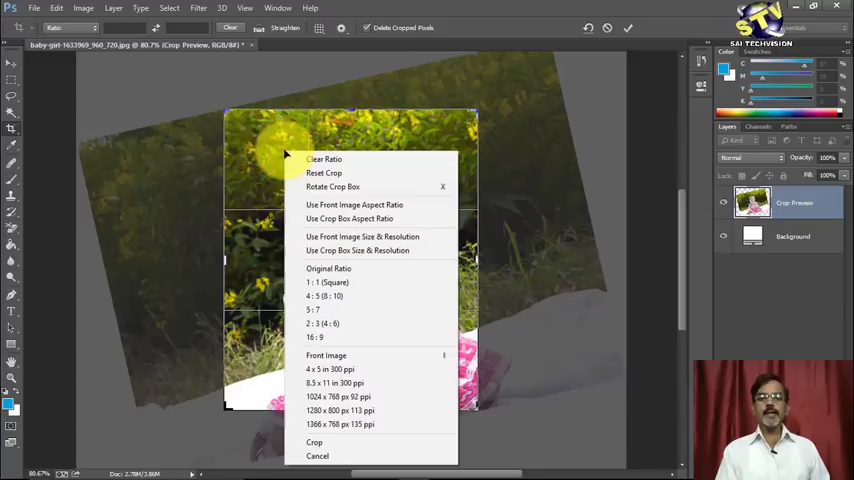 Ps File Edit Image Layer Type Select Filter 3D View Window Help
STV
SAI TECHVISION
Ratio Clear Straighten Delete Cropped Pixels
baby-girl-1633969_960_720.jpg @ 80.7% (Crop Preview, RGB/8#) *
Color Swatches
C %
M %
Y %
K %
Layers Channels Paths
Normal Opacity: 100%
Lock: Fill: 100%
Crop Preview
Background
Clear Ratio
Reset Crop
Rotate Crop Box X
Use Front Image Aspect Ratio
Use Crop Box Aspect Ratio
Use Front Image Size & Resolution
Use Crop Box Size & Resolution
Original Ratio
1 : 1 (Square)
4 : 5 (8 : 10)
5 : 7
2 : 3 (4 : 6)
16 : 9
Front Image I
4 x 5 in 300 ppi
8.5 x 11 in 300 ppi
1024 x 768 px 92 ppi
1280 x 800 px 113 ppi
1366 x 768 px 135 ppi
Crop
Cancel
80.67% Doc: 2.78M/3.86M